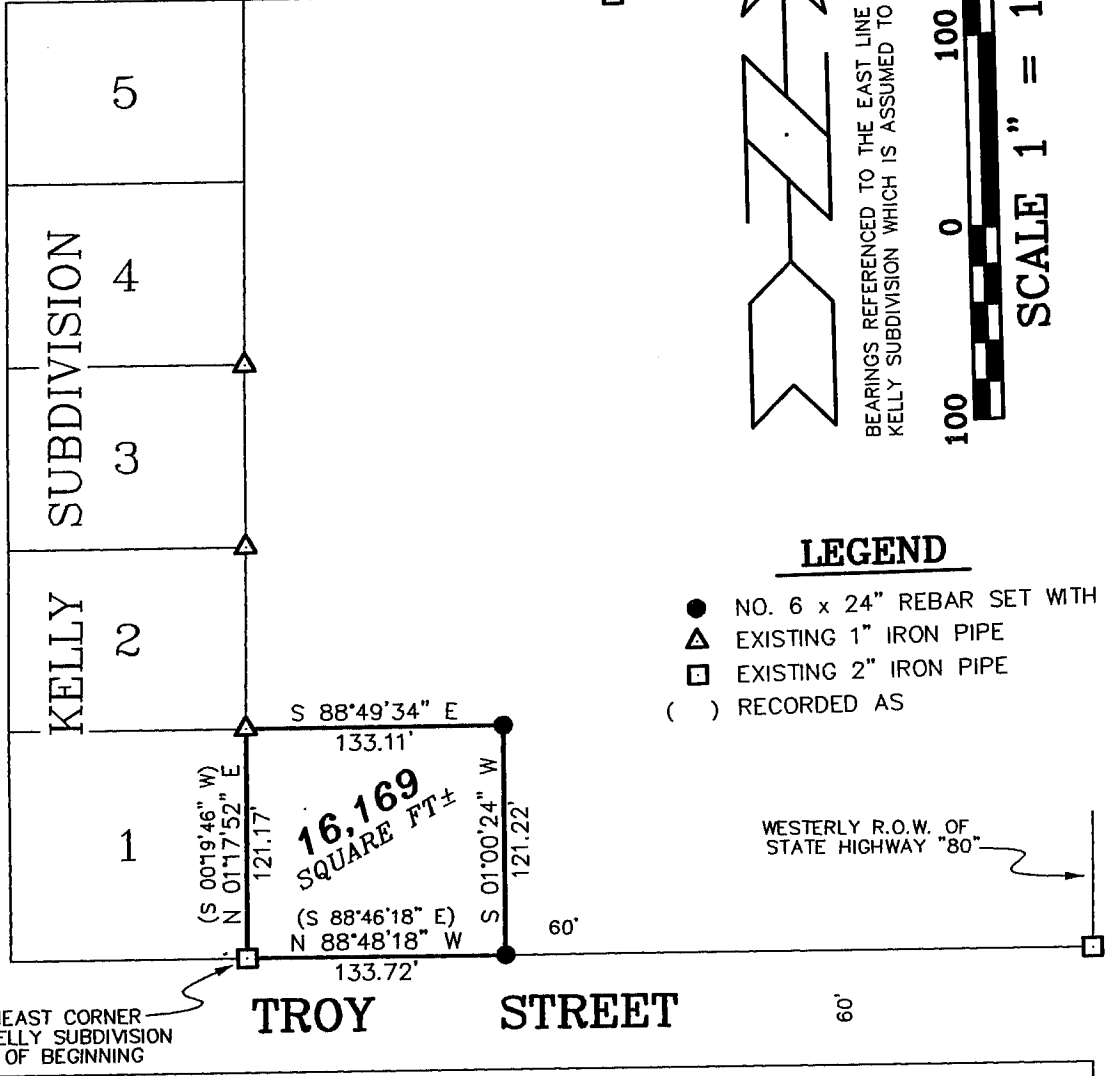 5
4
3
2
1
KELLY SUBDIVISION
BEARINGS REFERENCED TO THE EAST LINE
KELLY SUBDIVISION WHICH IS ASSUMED TO
100 0 100
SCALE 1" = 1
LEGEND
NO. 6 x 24" REBAR SET WITH
EXISTING 1" IRON PIPE
EXISTING 2" IRON PIPE
( ) RECORDED AS
S 88°49'34" E
133.11'
(S 00°19'46" W)
N 01°17'52" E
121.17'
16,169
SQUARE FT±
S 01°00'24" W
121.22'
(S 88°46'18" E)
N 88°48'18" W
133.72'
60'
WESTERLY R.O.W. OF
STATE HIGHWAY "80"
TROY STREET
60'
EAST CORNER
ELLY SUBDIVISION
OF BEGINNING